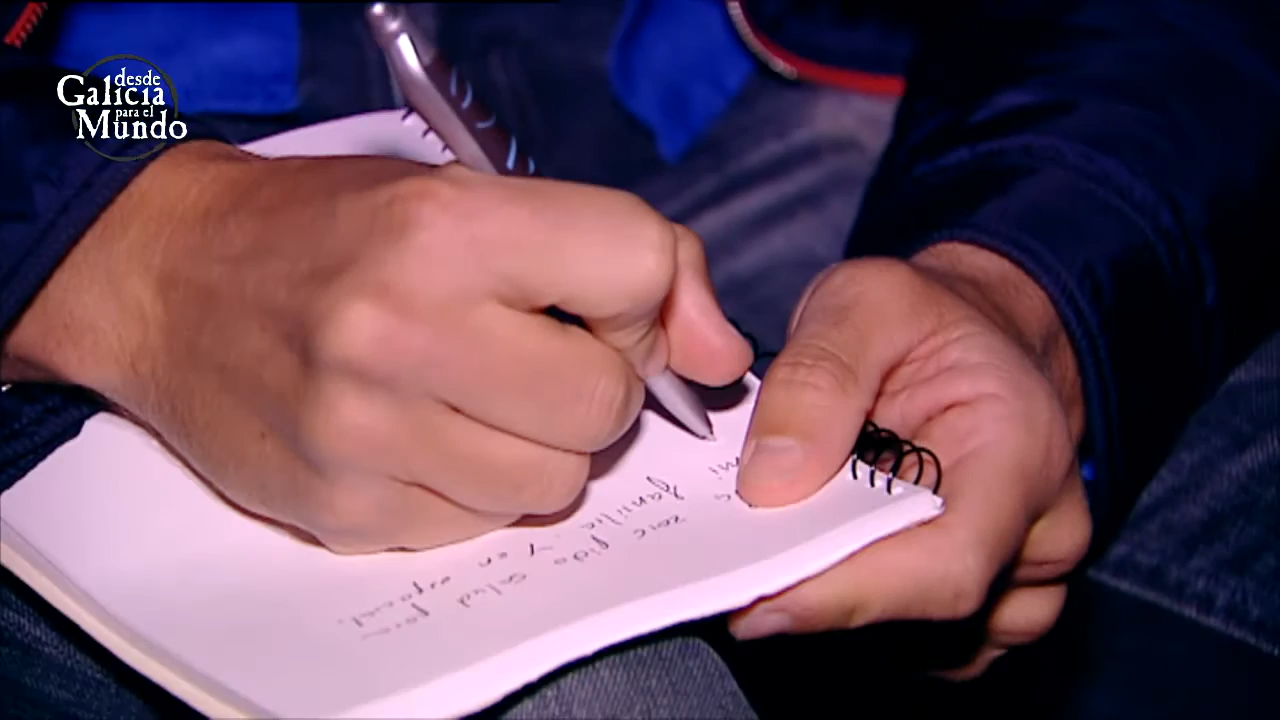 desde
Galicia
para el
Mundo
pido salud para
mi familia. Y en especial.